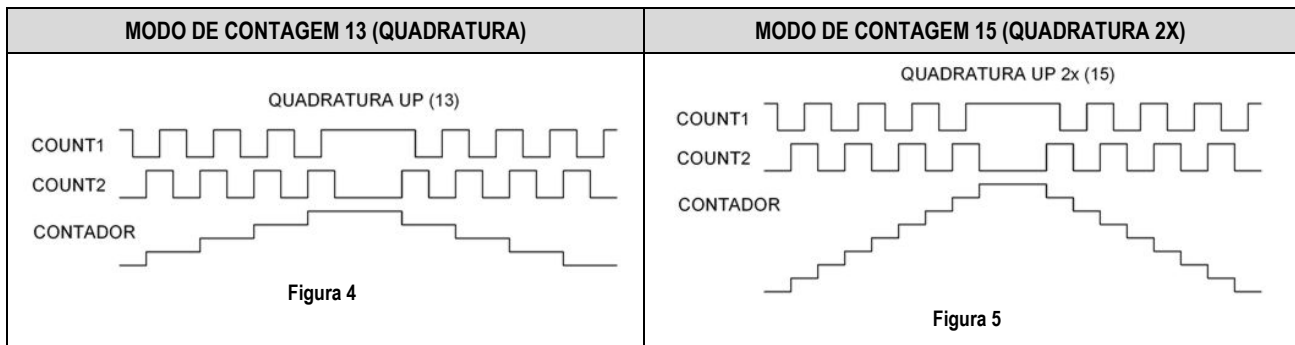 MODO DE CONTAGEM 13 (QUADRATURA)
MODO DE CONTAGEM 15 (QUADRATURA 2X)
QUADRATURA UP (13)
COUNT1
COUNT2
CONTADOR
Figura 4
QUADRATURA UP 2x (15)
COUNT1
COUNT2
CONTADOR
Figura 5